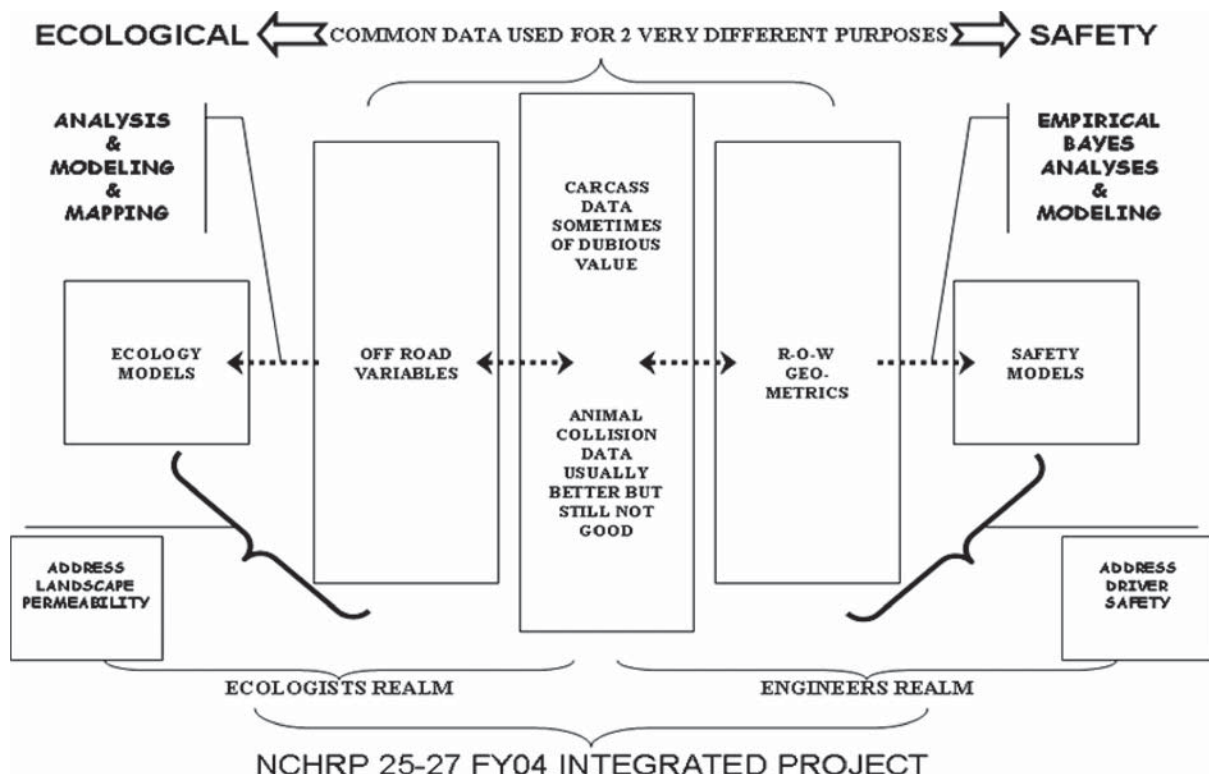 ECOLOGICAL
COMMON DATA USED FOR 2 VERY DIFFERENT PURPOSES
SAFETY
ANALYSIS
&
MODELING
&
MAPPING
EMPIRICAL
BAYES
ANALYSES
&
MODELING
CARCASS
DATA
SOMETIMES
OF DUBIOUS
VALUE
ECOLOGY
MODELS
OFF ROAD
VARIABLES
R-O-W
GEO-
METRICS
SAFETY
MODELS
ANIMAL
COLLISION
DATA
USUALLY
BETTER BUT
STILL NOT
GOOD
ADDRESS
LANDSCAPE
PERMEABILITY
ADDRESS
DRIVER
SAFETY
ECOLOGISTS REALM
ENGINEERS REALM
NCHRP 25-27 FY04 INTEGRATED PROJECT